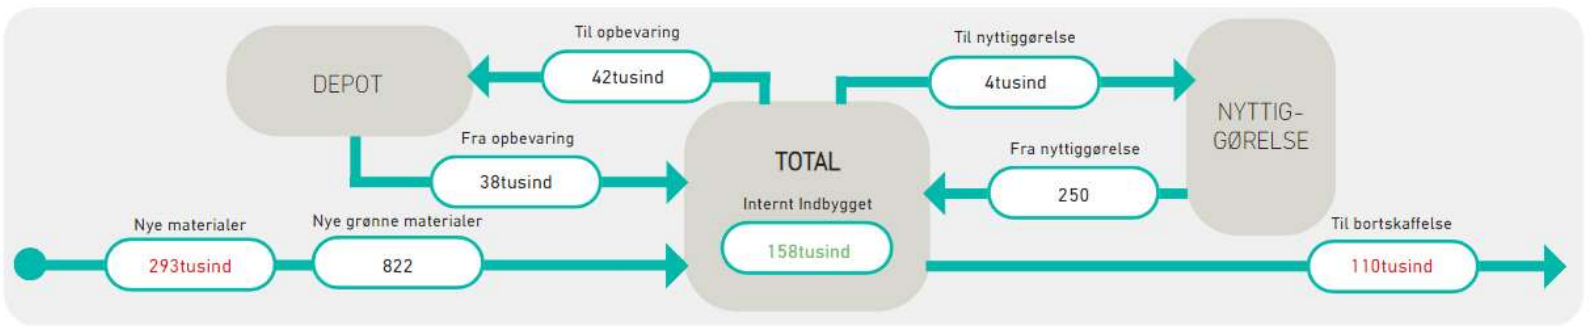 Til opbevaring
42tusind
DEPOT
Fra opbevaring
38tusind
Nye materialer
293tusind
Nye grønne materialer
822
TOTAL
Internt Indbygget
158tusind
Til nyttiggørelse
4tusind
NYTTIG-
GØRELSE
Fra nyttiggørelse
250
Til bortskaffelse
110tusind